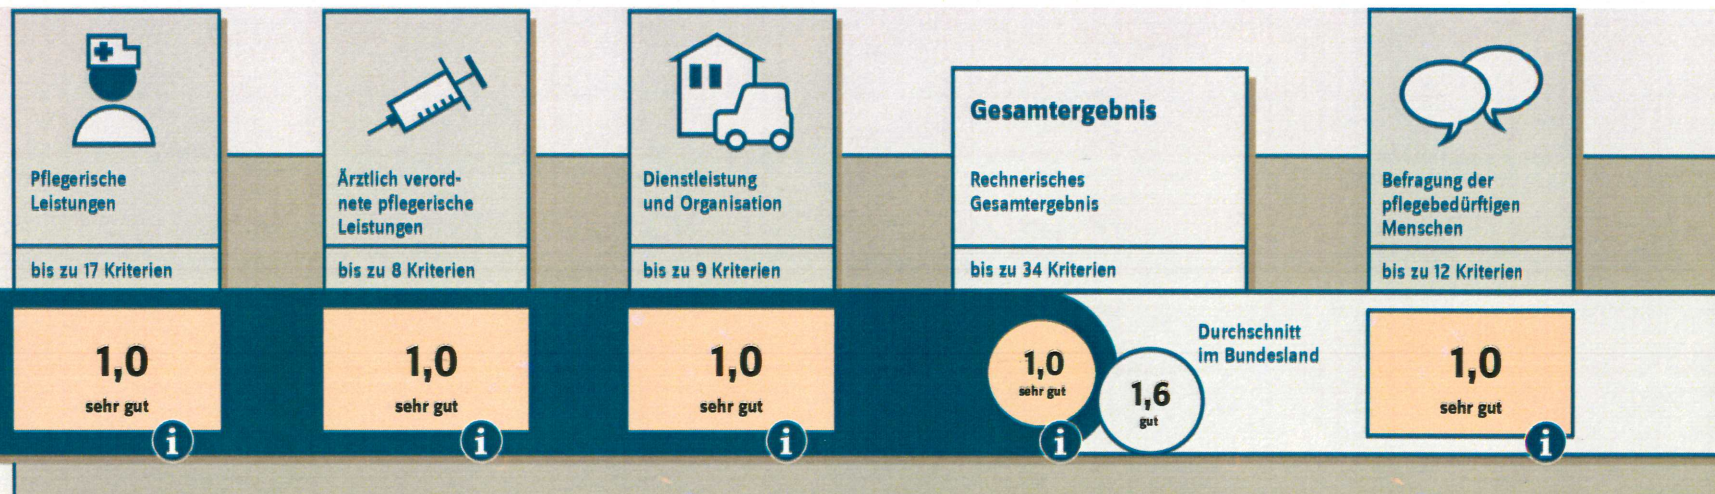 Pflegerische
Leistungen
bis zu 17 Kriterien
1,0
sehr gut
i
Ärztlich verord-
nete pflegerische
Leistungen
bis zu 8 Kriterien
1,0
sehr gut
i
Dienstleistung
und Organisation
bis zu 9 Kriterien
1,0
sehr gut
i
Gesamtergebnis
Rechnerisches
Gesamtergebnis
bis zu 34 Kriterien
1,0
sehr gut
i
1,6
gut
Durchschnitt
im Bundesland
Befragung der
pflegebedürftigen
Menschen
bis zu 12 Kriterien
1,0
sehr gut
i